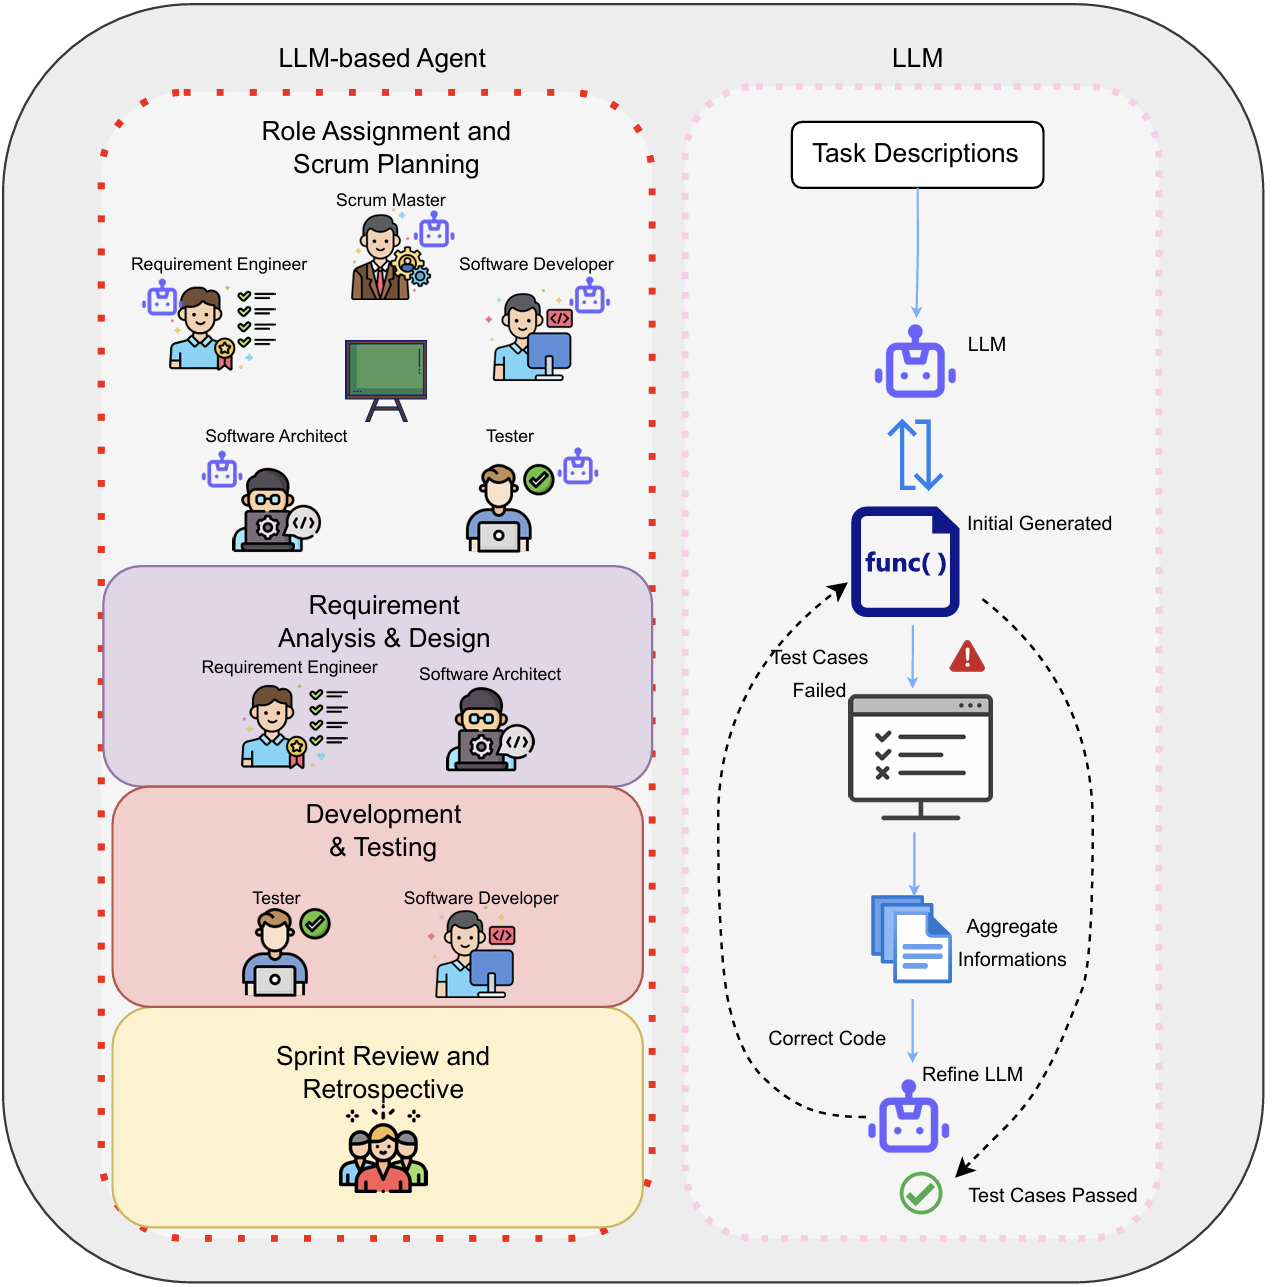 LLM-based Agent
Role Assignment and
Scrum Planning
Scrum Master
Requirement Engineer
Software Developer
</>
Software Architect
</>
Tester
Requirement
Analysis & Design
Requirement Engineer
Software Architect
</>
Development
& Testing
Tester
Software Developer
</>
Sprint Review and
Retrospective
LLM
Task Descriptions
LLM
Initial Generated
func( )
Test Cases
Failed
Aggregate
Informations
Correct Code
Refine LLM
Test Cases Passed